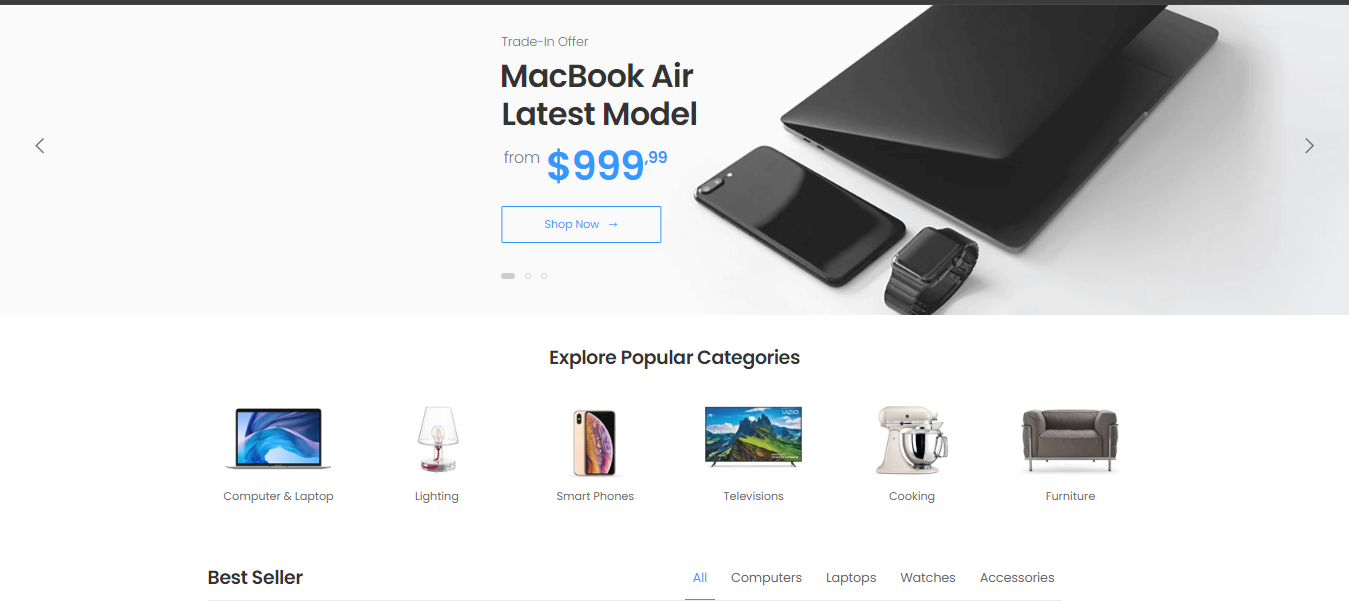 Trade-In Offer
MacBook Air
Latest Model
from $999,99
Shop Now →
Explore Popular Categories
VIZIO
Computer & Laptop Lighting Smart Phones Televisions Cooking Furniture
Best Seller All Computers Laptops Watches Accessories